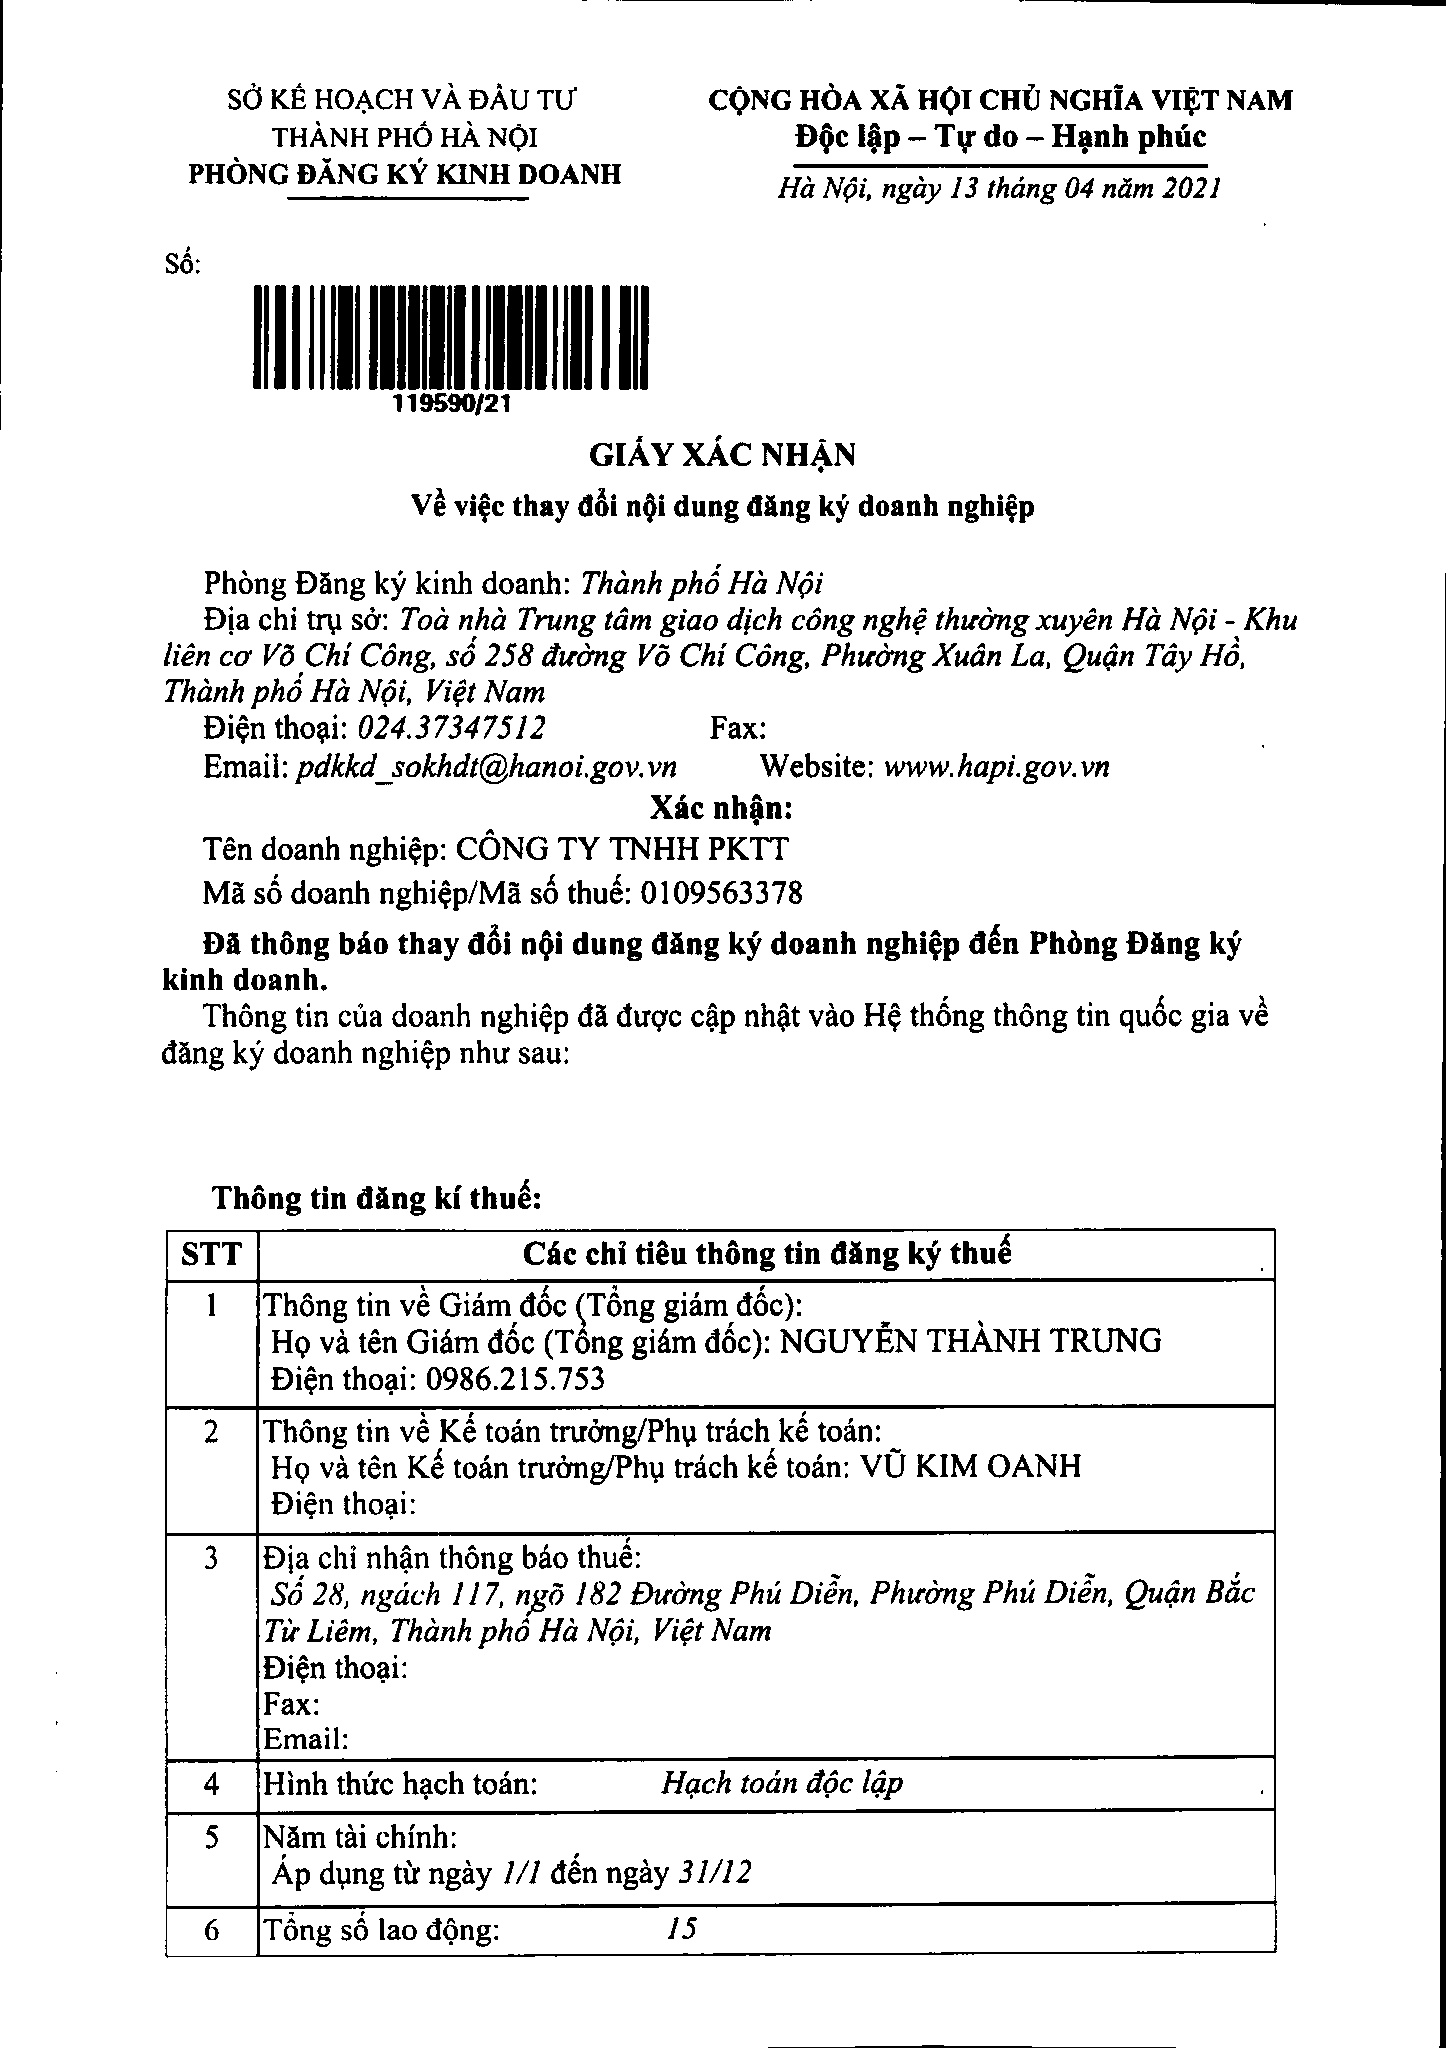 SỞ KẾ HOẠCH VÀ ĐẦU TƯ
THÀNH PHỐ HÀ NỘI
PHÒNG ĐĂNG KÝ KINH DOANH
CỘNG HÒA XÃ HỘI CHỦ NGHĨA VIỆT NAM
Độc lập – Tự do – Hạnh phúc
Hà Nội, ngày 13 tháng 04 năm 2021
Số:
119590/21
GIẤY XÁC NHẬN
Về việc thay đổi nội dung đăng ký doanh nghiệp
Phòng Đăng ký kinh doanh: Thành phố Hà Nội
Địa chỉ trụ sở: Toà nhà Trung tâm giao dịch công nghệ thường xuyên Hà Nội - Khu
liên cơ Võ Chí Công, số 258 đường Võ Chí Công, Phường Xuân La, Quận Tây Hồ,
Thành phố Hà Nội, Việt Nam
Điện thoại: 024.37347512 Fax:
Email: pdkkd_sokhdt@hanoi.gov.vn Website: www.hapi.gov.vn
Xác nhận:
Tên doanh nghiệp: CÔNG TY TNHH PKTT
Mã số doanh nghiệp/Mã số thuế: 0109563378
Đã thông báo thay đổi nội dung đăng ký doanh nghiệp đến Phòng Đăng ký
kinh doanh.
Thông tin của doanh nghiệp đã được cập nhật vào Hệ thống thông tin quốc gia về
đăng ký doanh nghiệp như sau:
Thông tin đăng kí thuế:
STT Các chỉ tiêu thông tin đăng ký thuế
1 Thông tin về Giám đốc (Tổng giám đốc):
Họ và tên Giám đốc (Tổng giám đốc): NGUYỄN THÀNH TRUNG
Điện thoại: 0986.215.753
2 Thông tin về Kế toán trưởng/Phụ trách kế toán:
Họ và tên Kế toán trưởng/Phụ trách kế toán: VŨ KIM OANH
Điện thoại:
3 Địa chỉ nhận thông báo thuế:
Số 28, ngách 117, ngõ 182 Đường Phú Diễn, Phường Phú Diễn, Quận Bắc
Từ Liêm, Thành phố Hà Nội, Việt Nam
Điện thoại:
Fax:
Email:
4 Hình thức hạch toán: Hạch toán độc lập
5 Năm tài chính:
Áp dụng từ ngày 1/1 đến ngày 31/12
6 Tổng số lao động: 15